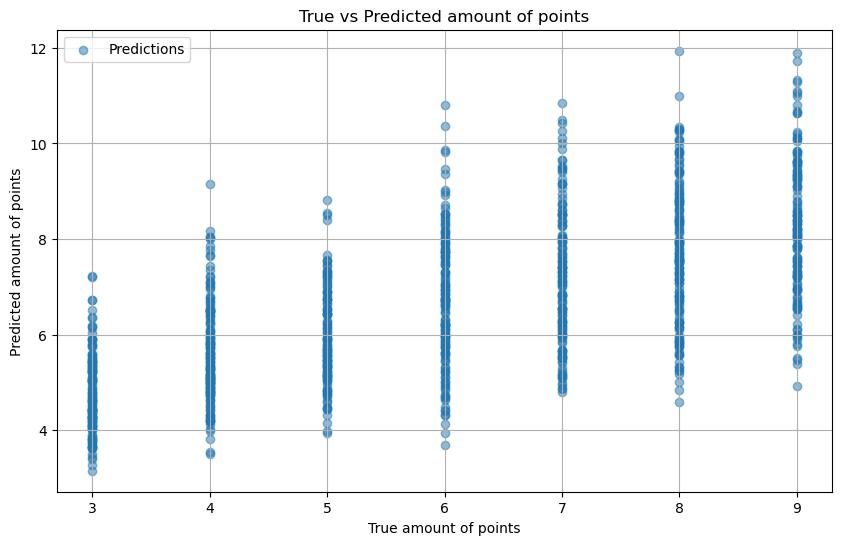 True vs Predicted amount of points
Predictions
12
10
8
6
4
Predicted amount of points
3 4 5 6 7 8 9
True amount of points